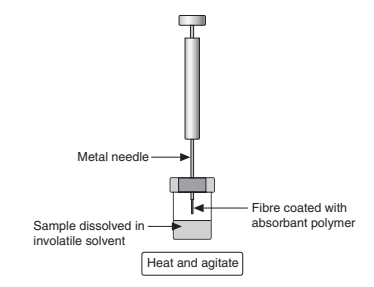 Metal needle
Fibre coated with
absorbant polymer
Sample dissolved in
involatile solvent
Heat and agitate